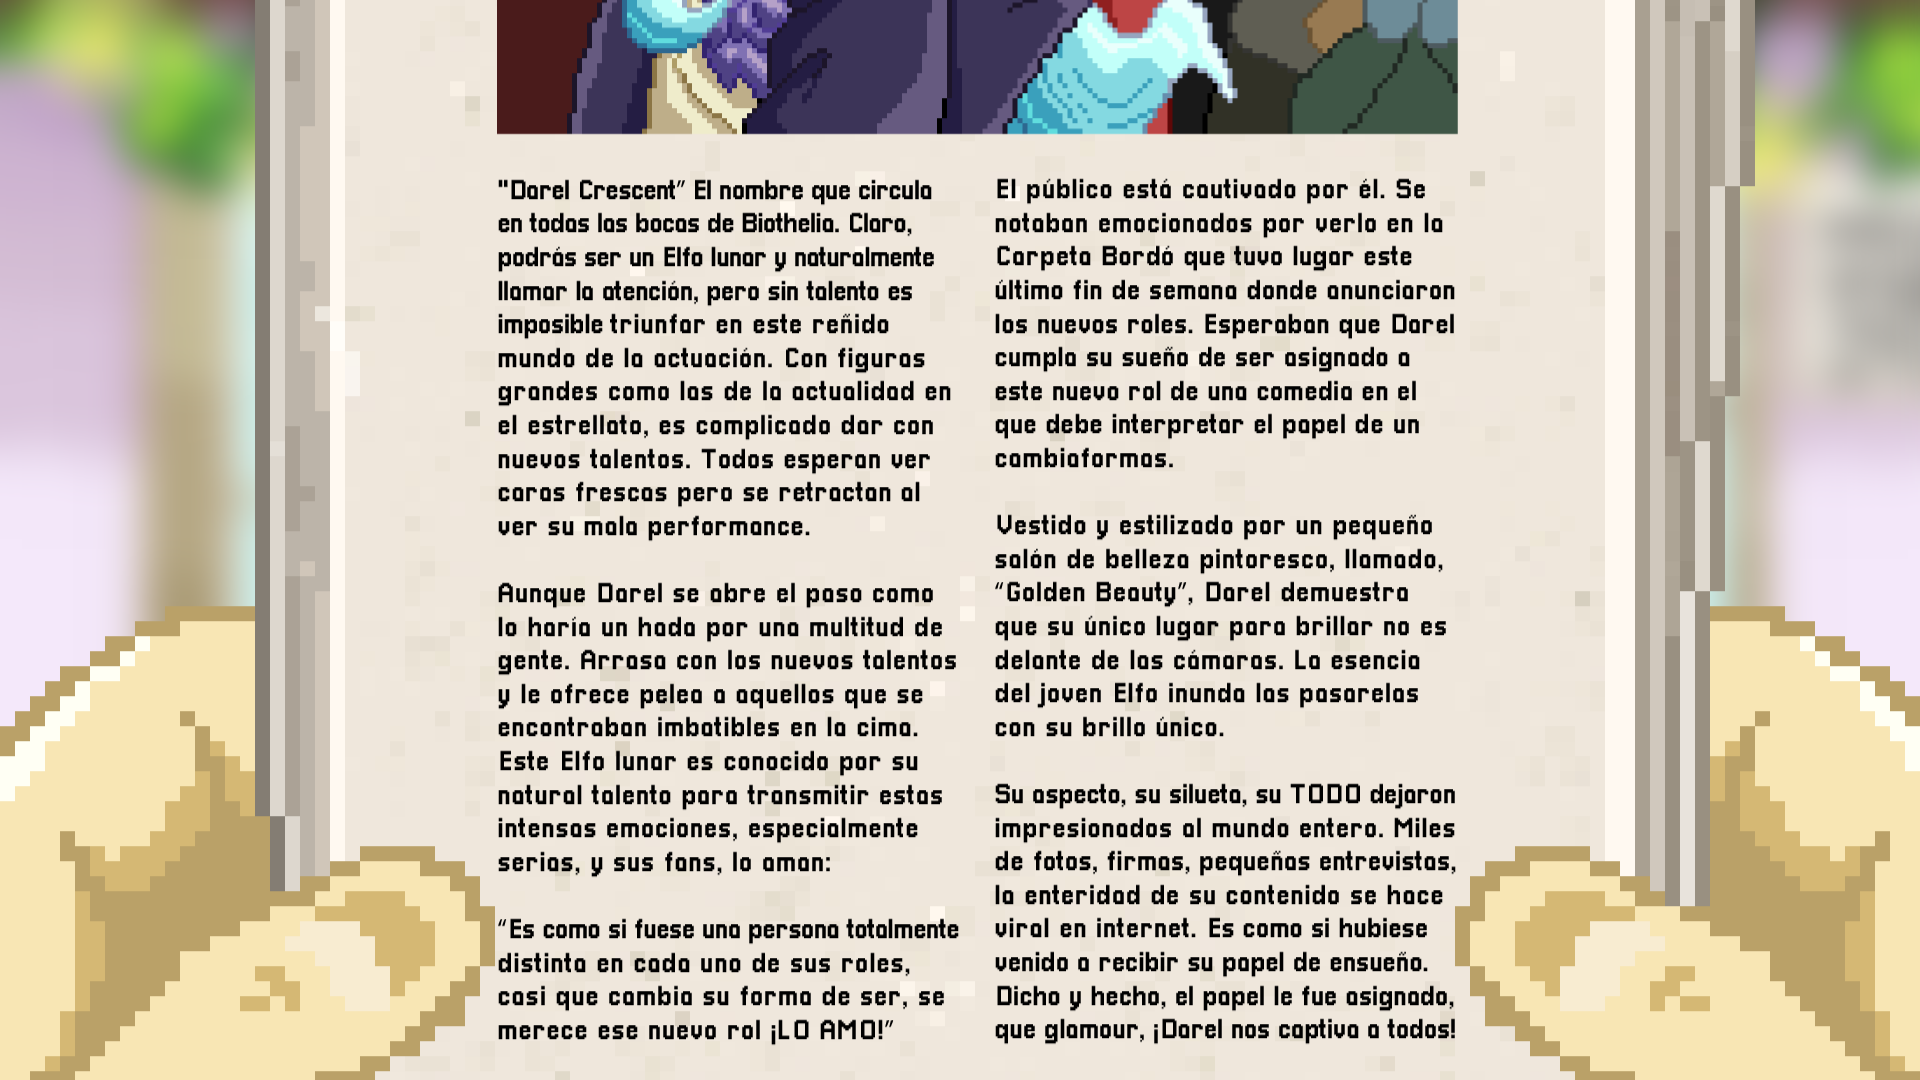 "Darel Crescent" El nombre que circula
en todas las bocas de Biothelia. Claro,
podrás ser un Elfo lunar y naturalmente
llamar la atención, pero sin talento es
imposible triunfar en este reñido
mundo de la actuación. Con figuras
grandes como las de la actualidad en
el estrellato, es complicado dar con
nuevos talentos. Todos esperan ver
caras frescas pero se retractan al
ver su mala performance.
Aunque Darel se abre el paso como
lo haría un hada por una multitud de
gente. Arrasa con los nuevos talentos
y le ofrece pelea a aquellos que se
encontraban imbatibles en la cima.
Este Elfo lunar es conocido por su
natural talento para transmitir estas
intensas emociones, especialmente
serias, y sus fans, lo aman:
“Es como si fuese una persona totalmente
distinta en cada uno de sus roles,
casi que cambia su forma de ser, se
merece ese nuevo rol ¡LO AMO!”
El público está cautivado por él. Se
notaban emocionados por verlo en la
Carpeta Bordó que tuvo lugar este
último fin de semana donde anunciaron
los nuevos roles. Esperaban que Darel
cumpla su sueño de ser asignado a
este nuevo rol de una comedia en el
que debe interpretar el papel de un
cambiaformas.
Vestido y estilizado por un pequeño
salón de belleza pintoresco, llamado,
“Golden Beauty”, Darel demuestra
que su único lugar para brillar no es
delante de las cámaras. La esencia
del joven Elfo inunda las pasarelas
con su brillo único.
Su aspecto, su silueta, su TODO dejaron
impresionados al mundo entero. Miles
de fotos, firmas, pequeñas entrevistas,
la enteridad de su contenido se hace
viral en internet. Es como si hubiese
venido a recibir su papel de ensueño.
Dicho y hecho, el papel le fue asignado,
que glamour, ¡Darel nos captiva a todos!